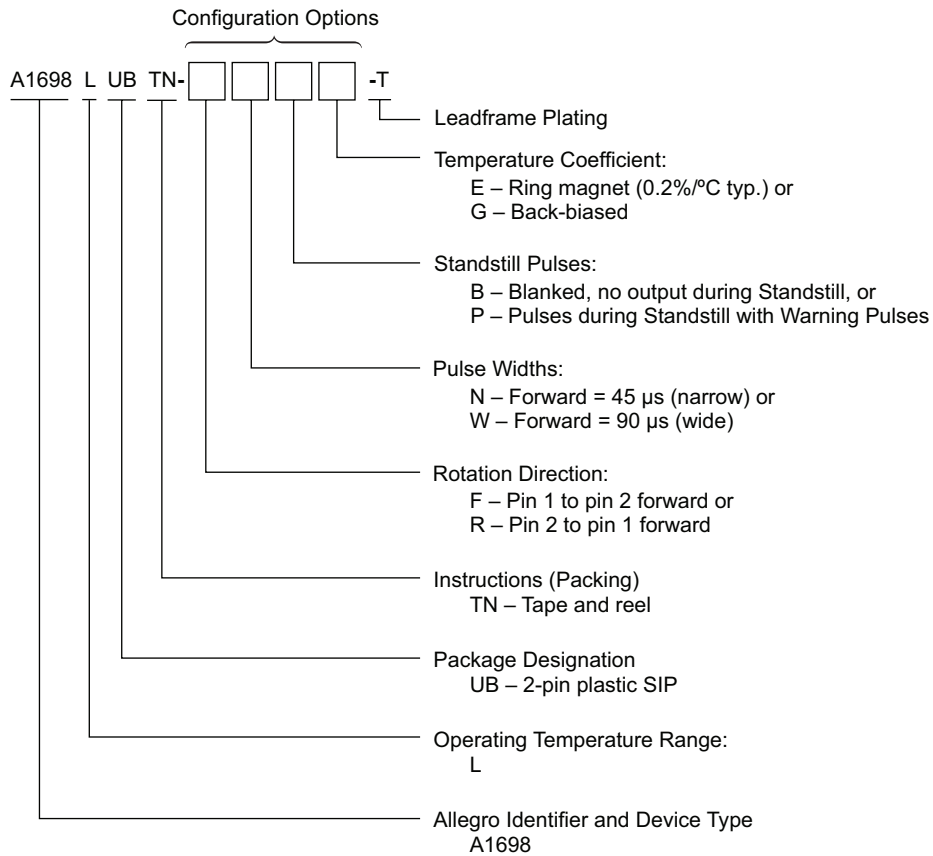 Configuration Options
A1698 L UB TN- -T
Leadframe Plating
Temperature Coefficient:
E – Ring magnet (0.2%/ºC typ.) or
G – Back-biased
Standstill Pulses:
B – Blanked, no output during Standstill, or
P – Pulses during Standstill with Warning Pulses
Pulse Widths:
N – Forward = 45 µs (narrow) or
W – Forward = 90 µs (wide)
Rotation Direction:
F – Pin 1 to pin 2 forward or
R – Pin 2 to pin 1 forward
Instructions (Packing)
TN – Tape and reel
Package Designation
UB – 2-pin plastic SIP
Operating Temperature Range:
L
Allegro Identifier and Device Type
A1698